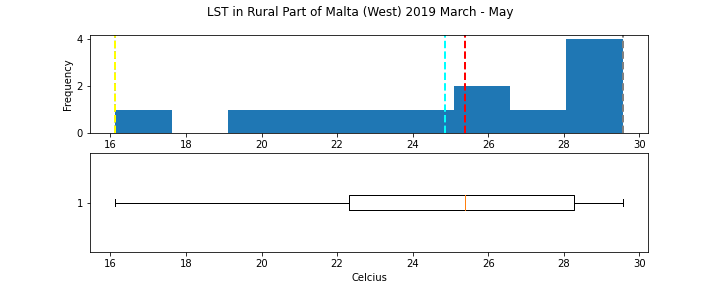 LST in Rural Part of Malta (West) 2019 March - May
Frequency
4
2
0
16 18 20 22 24 26 28 30
1
16 18 20 22 24 26 28 30
Celcius